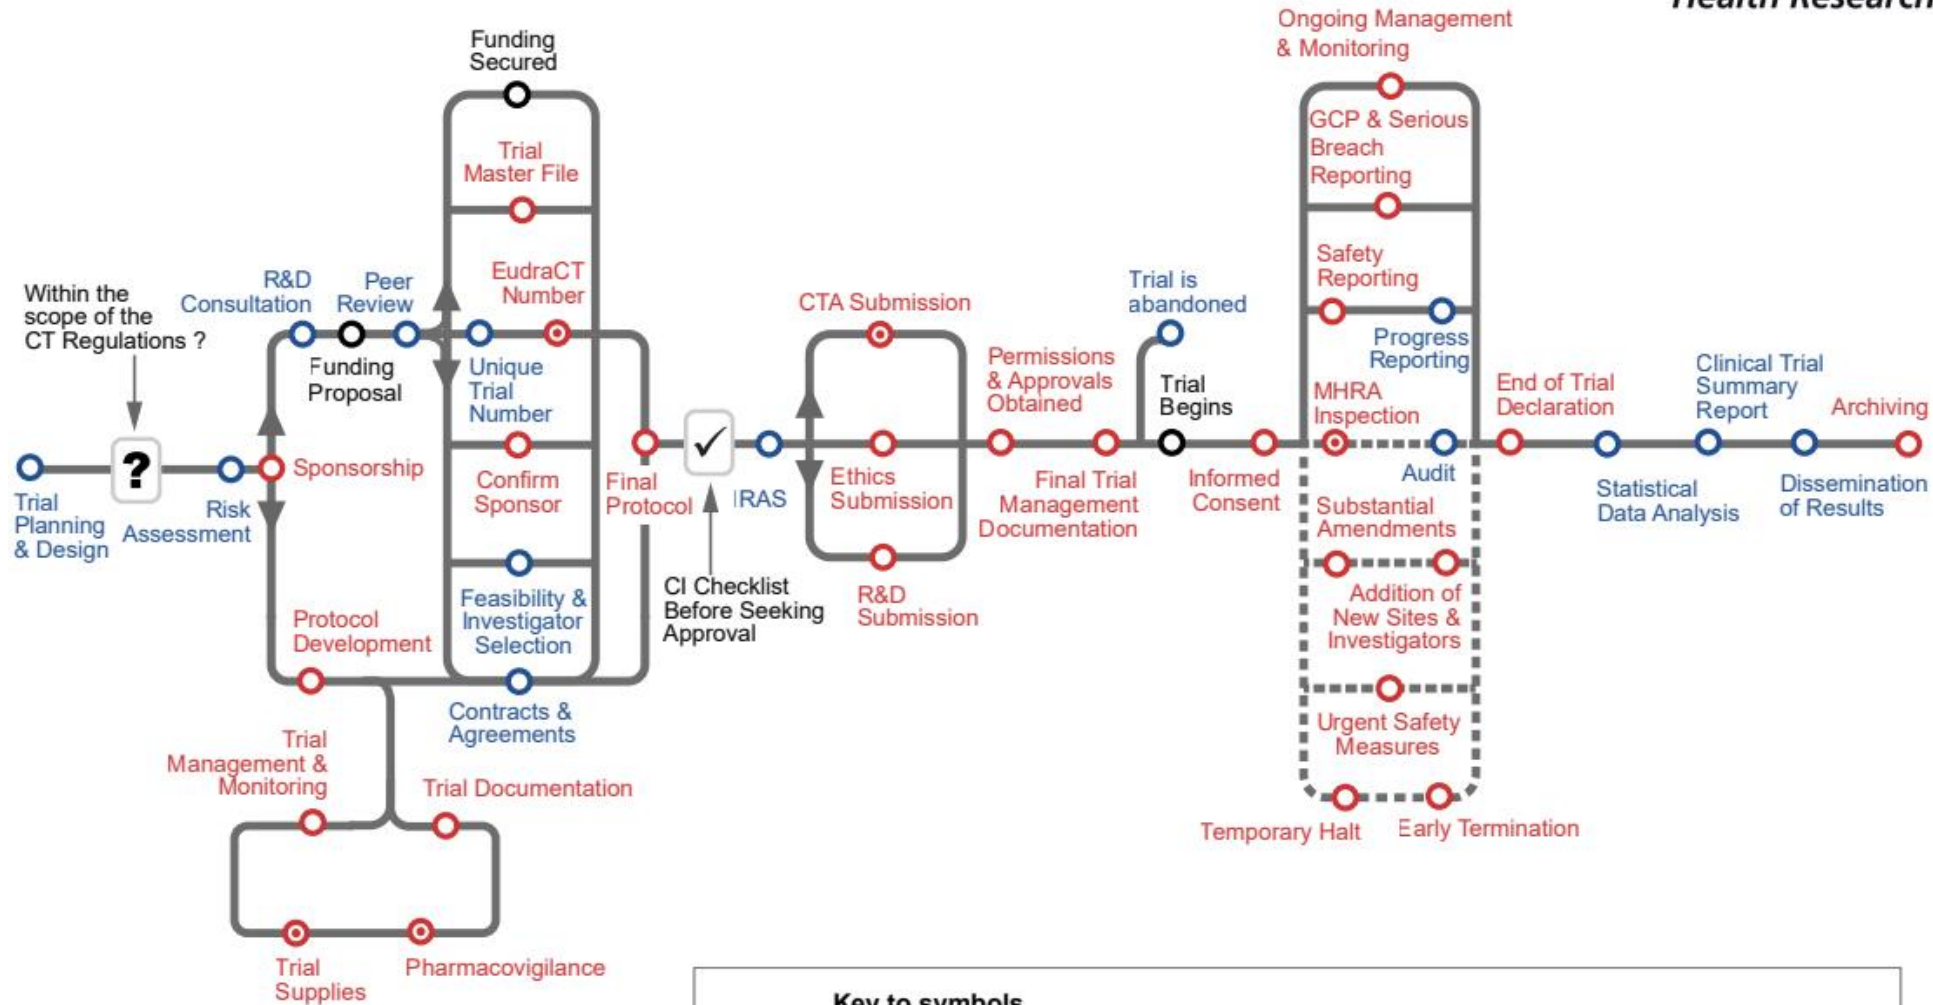 Health Research
Ongoing Management
& Monitoring
Funding
Secured
GCP & Serious
Breach
Reporting
Trial
Master File
Safety
Reporting
EudraCT
Number
R&D
Consultation
Peer
Review
Within the
scope of the
CT Regulations ?
CTA Submission
Trial is
abandoned
Progress
Reporting
Funding
Proposal
Unique
Trial
Number
Permissions
& Approvals
Obtained
Trial
Begins
MHRA
Inspection
End of Trial
Declaration
Clinical Trial
Summary
Report
Archiving
?
✓
Sponsorship
Trial
Planning
& Design
Risk
Assessment
Confirm
Sponsor
Final
Protocol
IRAS
Ethics
Submission
Final Trial
Management
Documentation
Informed
Consent
Audit
Statistical
Data Analysis
Dissemination
of Results
Substantial
Amendments
CI Checklist
Before Seeking
Approval
R&D
Submission
Addition of
New Sites &
Investigators
Feasibility &
Investigator
Selection
Protocol
Development
Contracts &
Agreements
Urgent Safety
Measures
Trial
Management &
Monitoring
Trial Documentation
Temporary Halt
Early Termination
Trial
Supplies
Pharmacovigilance
Key to symbols